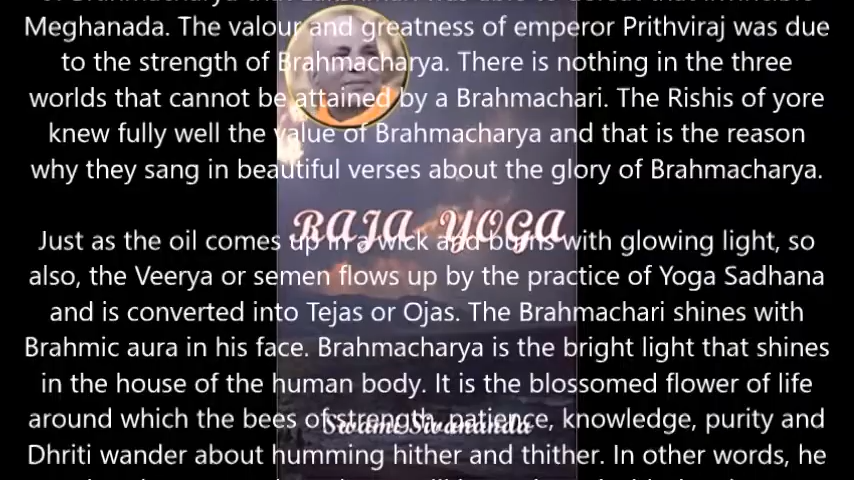 of Brahmacharya that Lakshman was able to defeat that invincible
Meghanada. The valour and greatness of emperor Prithviraj was due
to the strength of Brahmacharya. There is nothing in the three
worlds that cannot be attained by a Brahmachari. The Rishis of yore
knew fully well the value of Brahmacharya and that is the reason
why they sang in beautiful verses about the glory of Brahmacharya.
RAJA YOGA
Just as the oil comes up in a wick and burns with glowing light, so
also, the Veerya or semen flows up by the practice of Yoga Sadhana
and is converted into Tejas or Ojas. The Brahmachari shines with
Brahmic aura in his face. Brahmacharya is the bright light that shines
in the house of the human body. It is the blossomed flower of life
around which the bees of strength, patience, knowledge, purity and
Swami Sivananda
Dhriti wander about humming hither and thither. In other words, he